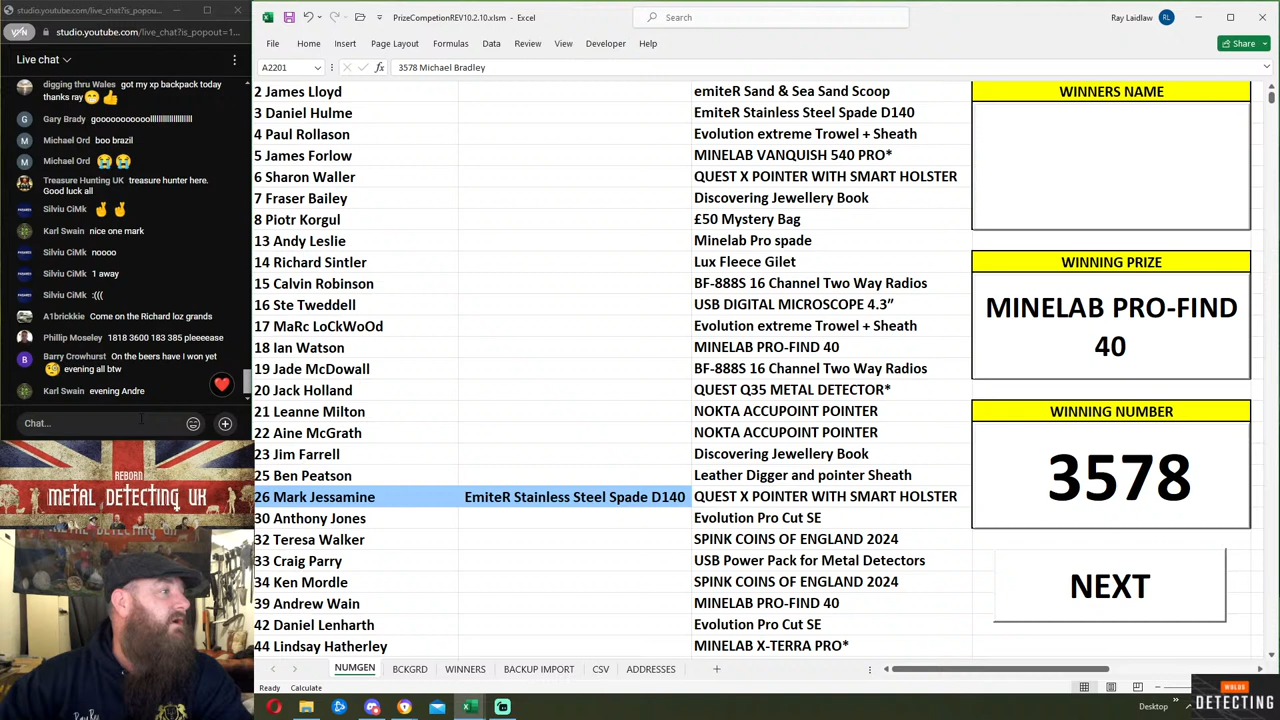 studio.youtube.com/live_chat?is_popou...
studio.youtube.com/live_chat?is_popout=1...
Live chat
digging thru Wales got my xp backpack today
thanks ray😁👍
Gary Brady goooooooooollllllllllllllllllll
Michael Ord boo brazil
Michael Ord 😭😭
Treasure Hunting UK treasure hunter here.
Good luck all
Silviu CiMk 🤞🤞
Karl Swain nice one mark
Silviu CiMk noooo
Silviu CiMk 1 away
Silviu CiMk :(((
A1brickkie Come on the Richard loz grands
Phillip Moseley 1818 3600 183 385 pleeeease
Barry Crowhurst On the beers have I won yet
🧐 evening all btw
Karl Swain evening Andre
Chat...
REBORN
METAL DETECTING UK
PrizeCompetionREV10.2.10.xlsm - Excel
Search
Ray Laidlaw
RL
File Home Insert Page Layout Formulas Data Review View Developer Help
Share
A2201
fx
3578 Michael Bradley
2 James Lloyd emiteR Sand & Sea Sand Scoop
3 Daniel Hulme EmiteR Stainless Steel Spade D140
4 Paul Rollason Evolution extreme Trowel + Sheath
5 James Forlow MINELAB VANQUISH 540 PRO*
6 Sharon Waller QUEST X POINTER WITH SMART HOLSTER
7 Fraser Bailey Discovering Jewellery Book
8 Piotr Korgul £50 Mystery Bag
13 Andy Leslie Minelab Pro spade
14 Richard Sintler Lux Fleece Gilet
15 Calvin Robinson BF-888S 16 Channel Two Way Radios
16 Ste Tweddell USB DIGITAL MICROSCOPE 4.3”
17 MaRc LoCkWoOd Evolution extreme Trowel + Sheath
18 Ian Watson MINELAB PRO-FIND 40
19 Jade McDowall BF-888S 16 Channel Two Way Radios
20 Jack Holland QUEST Q35 METAL DETECTOR*
21 Leanne Milton NOKTA ACCUPOINT POINTER
22 Aine McGrath NOKTA ACCUPOINT POINTER
23 Jim Farrell Discovering Jewellery Book
25 Ben Peatson Leather Digger and pointer Sheath
26 Mark Jessamine EmiteR Stainless Steel Spade D140 QUEST X POINTER WITH SMART HOLSTER
30 Anthony Jones Evolution Pro Cut SE
32 Teresa Walker SPINK COINS OF ENGLAND 2024
33 Craig Parry USB Power Pack for Metal Detectors
34 Ken Mordle SPINK COINS OF ENGLAND 2024
39 Andrew Wain MINELAB PRO-FIND 40
42 Daniel Lenharth Evolution Pro Cut SE
44 Lindsay Hatherley MINELAB X-TERRA PRO*
WINNERS NAME
WINNING PRIZE
MINELAB PRO-FIND
40
WINNING NUMBER
3578
NEXT
NUMGEN BCKGRD WINNERS BACKUP IMPORT CSV ADDRESSES
Ready Calculate
Desktop
DETECTING